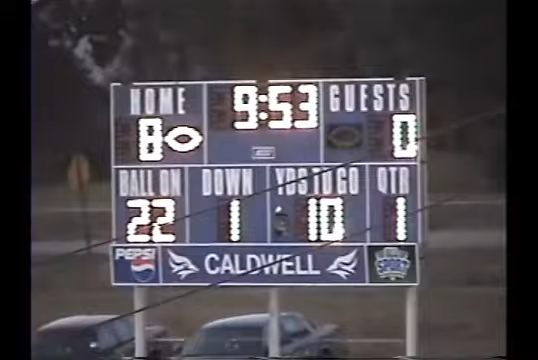 HOME 9:53 GUESTS
8 0
BALL ON DOWN YDS TO GO QTR
22 1 10 1
PEPSI CALDWELL